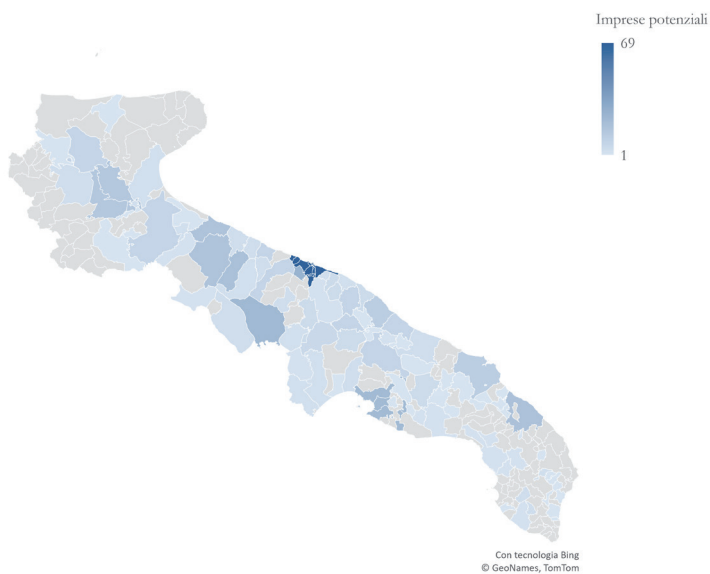 Imprese potenziali
69
1
Con tecnologia Bing
© GeoNames, TomTom